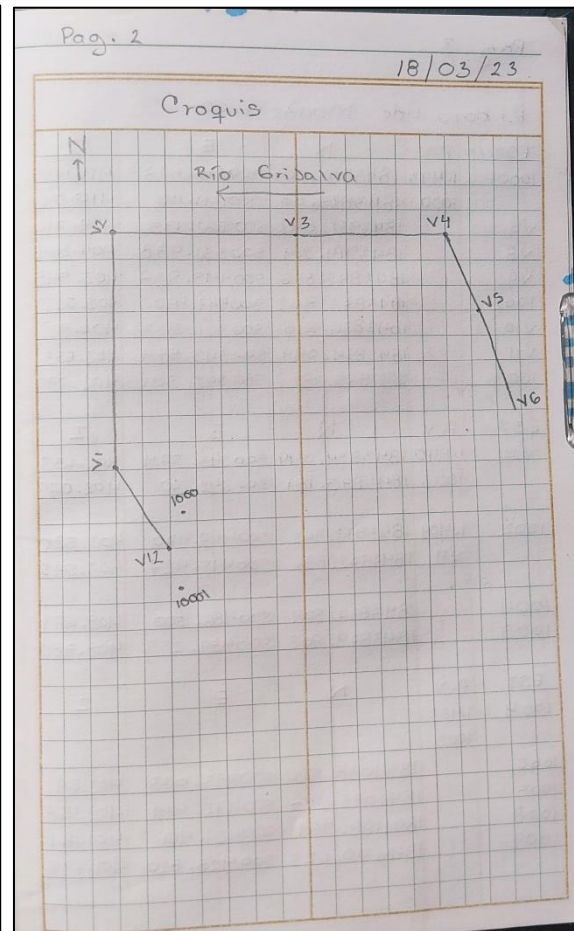 Pag. 2
18/03/23
Croquis
N
Río Grijalva
V2
V3
V4
V5
V6
V1
1000
V12
10001